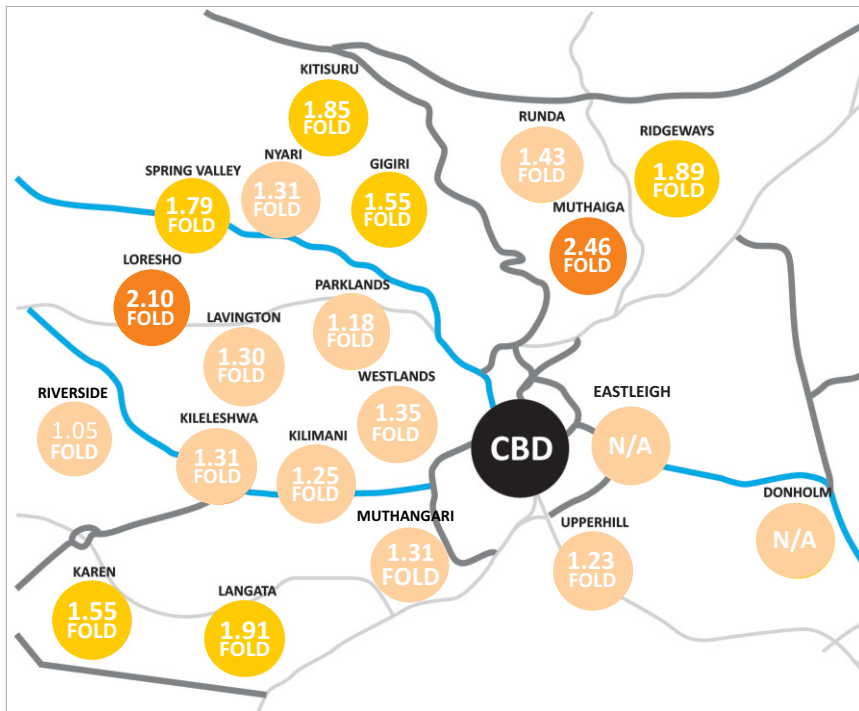 KITISURU
1.85
FOLD
RUNDA
1.43
FOLD
RIDGEWAYS
1.89
FOLD
NYARI
1.31
FOLD
GIGIRI
1.55
FOLD
SPRING VALLEY
1.79
FOLD
MUTHAIGA
2.46
FOLD
LORESHO
2.10
FOLD
PARKLANDS
1.18
FOLD
LAVINGTON
1.30
FOLD
WESTLANDS
1.35
FOLD
RIVERSIDE
1.05
FOLD
KILELESHWA
1.31
FOLD
KILIMANI
1.25
FOLD
CBD
EASTLEIGH
N/A
DONHOLM
N/A
MUTHANGARI
1.31
FOLD
UPPERHILL
1.23
FOLD
KAREN
1.55
FOLD
LANGATA
1.91
FOLD